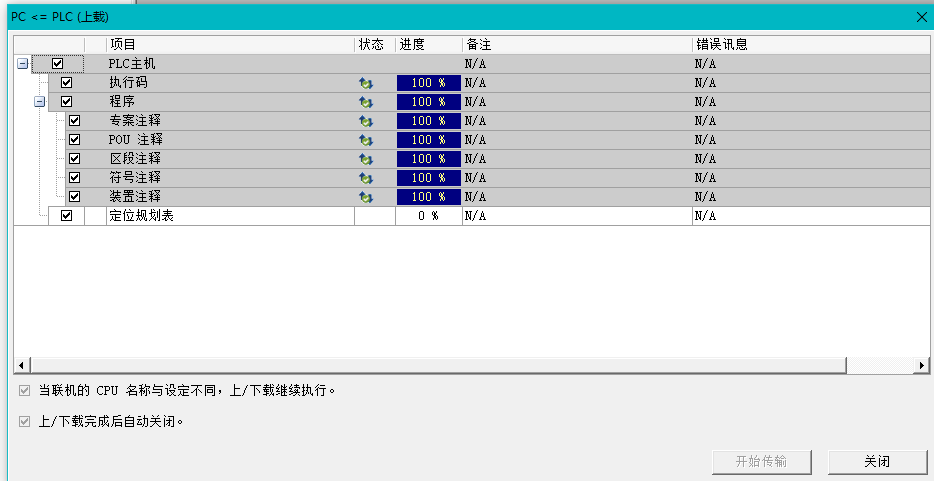 PC <= PLC (上载)
项目 状态 进度 备注 错误讯息
PLC主机 N/A N/A
执行码 100 % N/A N/A
程序 100 % N/A N/A
专案注释 100 % N/A N/A
POU 注释 100 % N/A N/A
区段注释 100 % N/A N/A
符号注释 100 % N/A N/A
装置注释 100 % N/A N/A
定位规划表 0 % N/A N/A
当联机的 CPU 名称与设定不同，上/下载继续执行。
上/下载完成后自动关闭。
开始传输 关闭